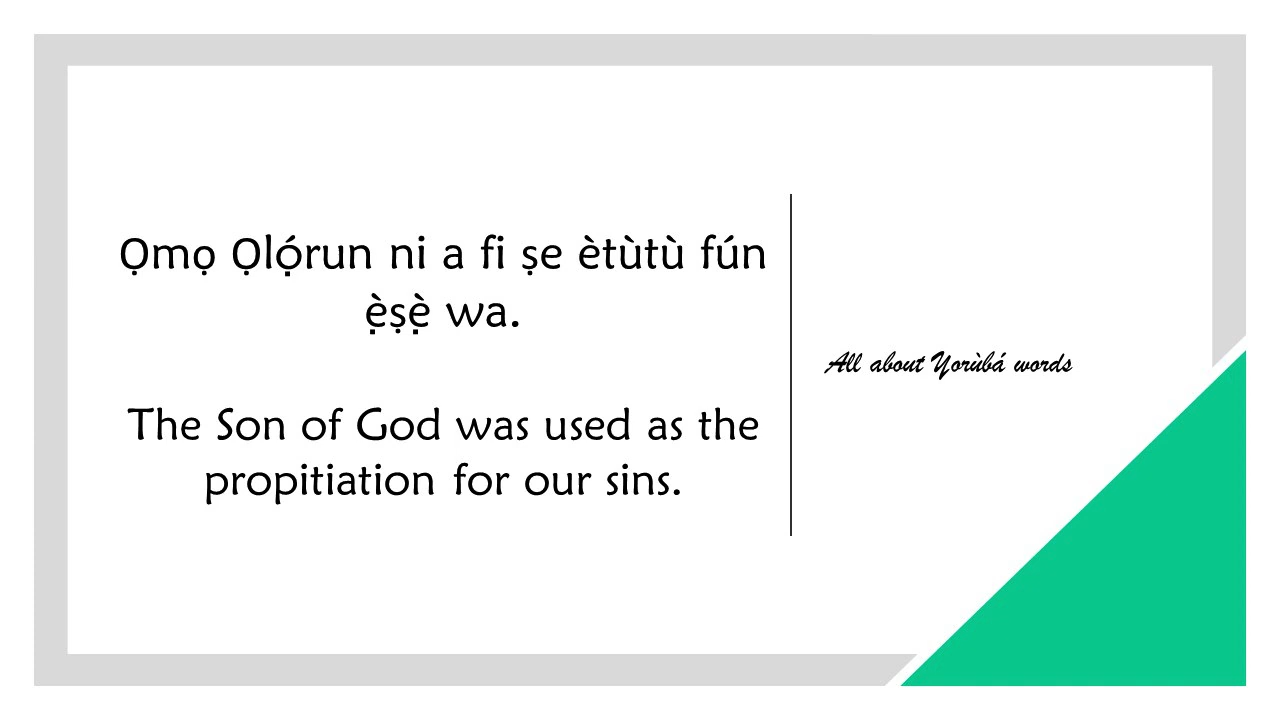 Ọmọ Ọlọ́run ni a fi ṣe ètùtù fún
ẹ̀ṣẹ̀ wa.
The Son of God was used as the
propitiation for our sins.
All about Yorùbá words